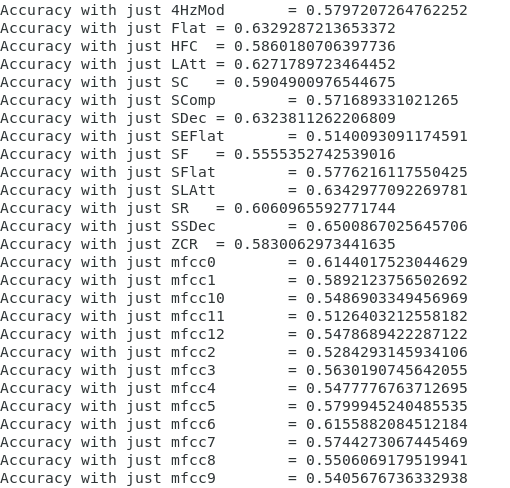 Accuracy with just 4HzMod = 0.5797207264762252
Accuracy with just Flat = 0.6329287213653372
Accuracy with just HFC = 0.5860180706397736
Accuracy with just LAtt = 0.6271789723464452
Accuracy with just SC = 0.5904900976544675
Accuracy with just SComp = 0.571689331021265
Accuracy with just SDec = 0.6323811262206809
Accuracy with just SEFlat = 0.5140093091174591
Accuracy with just SF = 0.5555352742539016
Accuracy with just SFlat = 0.5776216117550425
Accuracy with just SLAtt = 0.6342977092269781
Accuracy with just SR = 0.6060965592771744
Accuracy with just SSDec = 0.6500867025645706
Accuracy with just ZCR = 0.5830062973441635
Accuracy with just mfcc0 = 0.6144017523044629
Accuracy with just mfcc1 = 0.5892123756502692
Accuracy with just mfcc10 = 0.5486903349456969
Accuracy with just mfcc11 = 0.5126403212558182
Accuracy with just mfcc12 = 0.5478689422287122
Accuracy with just mfcc2 = 0.5284293145934106
Accuracy with just mfcc3 = 0.5630190745642055
Accuracy with just mfcc4 = 0.5477776763712695
Accuracy with just mfcc5 = 0.5799945240485535
Accuracy with just mfcc6 = 0.6155882084512184
Accuracy with just mfcc7 = 0.5744273067445469
Accuracy with just mfcc8 = 0.5506069179519941
Accuracy with just mfcc9 = 0.5405676736332938